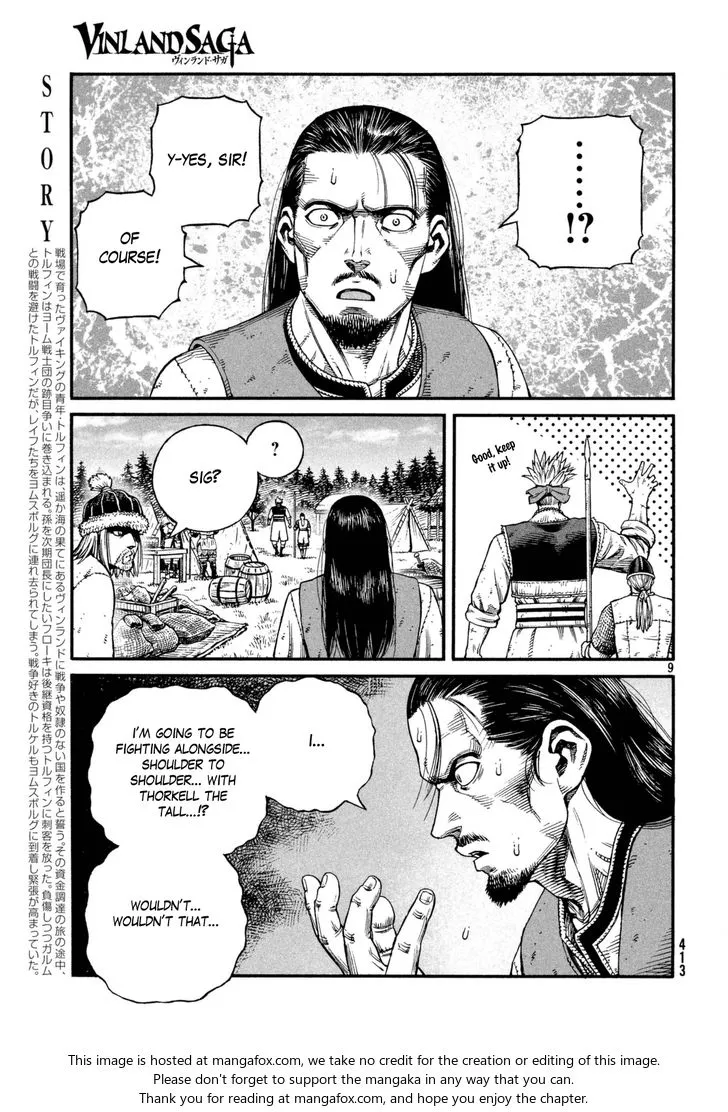 VINLAND SAGA
ヴィンランド・サガ
STORY
戦場で育ったヴァイキングの青年・トルフィンは、遥か海の果てにあるヴィンランドに戦争や奴隷のない国を作ると誓う。その資金調達の旅の途中、
トルフィンはヨーム戦士団の跡目争いに巻き込まれる。孫を次期団長にしたいフローキは後継資格を持つトルフィンに刺客を放った。負傷しつつガルム
との戦闘を避けたトルフィンだが、レイフたちをヨムスボルグに連れ去られてしまう。戦争好きのトルケルもヨムスボルグに到着し緊張が高まっていた。
......
!?
Y-YES, SIR!
OF
COURSE!
Good, keep
it up!
?
SIG?
9
I...
I'M GOING TO BE
FIGHTING ALONGSIDE...
SHOULDER TO
SHOULDER... WITH
THORKELL THE
TALL...!?
WOULDN'T...
WOULDN'T THAT...
413
This image is hosted at mangafox.com, we take no credit for the creation or editing of this image.
Please don't forget to support the mangaka in any way that you can.
Thank you for reading at mangafox.com, and hope you enjoy the chapter.